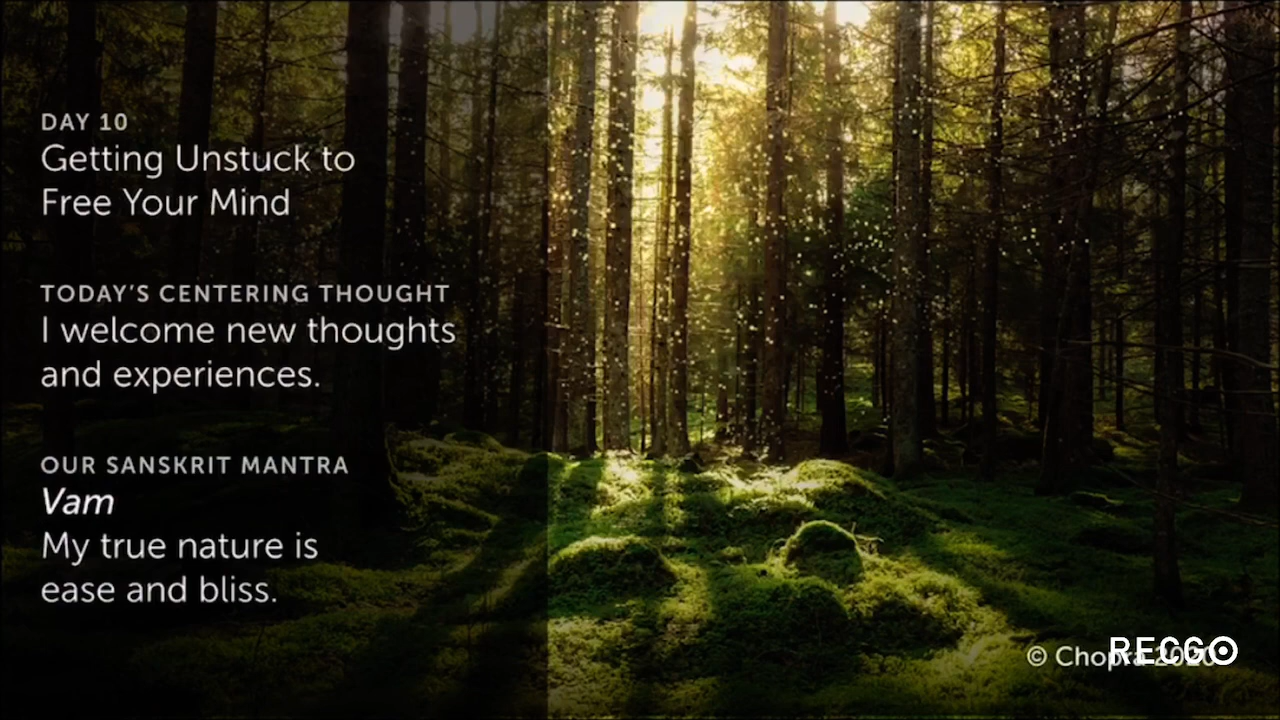 DAY 10
Getting Unstuck to
Free Your Mind
TODAY'S CENTERING THOUGHT
I welcome new thoughts
and experiences.
OUR SANSKRIT MANTRA
Vam
My true nature is
ease and bliss.
© Chopra 2020
RECGO